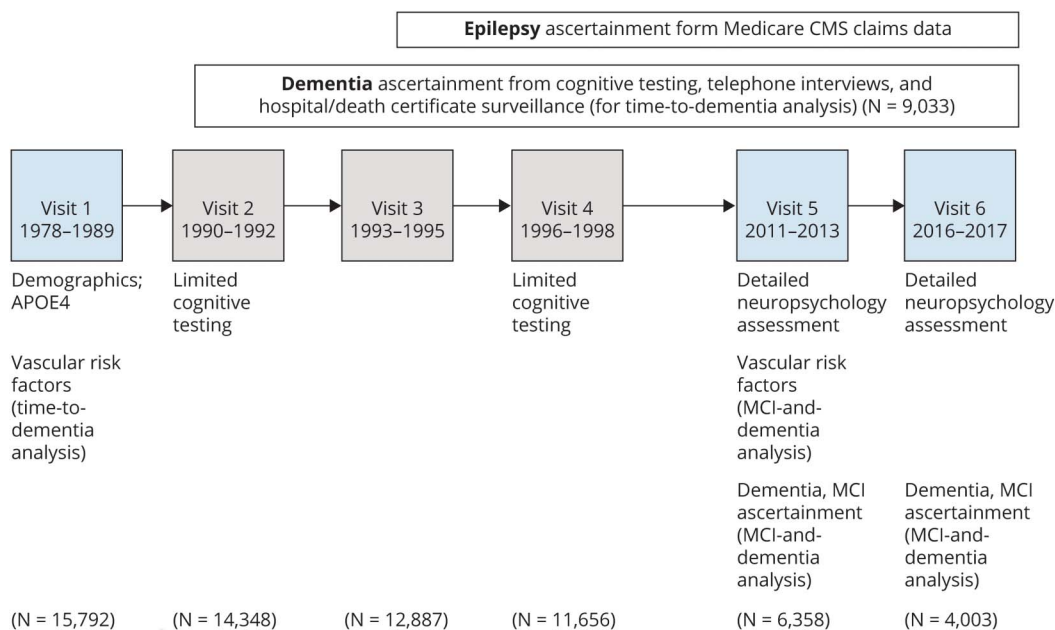 Epilepsy ascertainment form Medicare CMS claims data
Dementia ascertainment from cognitive testing, telephone interviews, and
hospital/death certificate surveillance (for time-to-dementia analysis) (N = 9,033)
Visit 1
1978–1989
Visit 2
1990–1992
Visit 3
1993–1995
Visit 4
1996–1998
Visit 5
2011–2013
Visit 6
2016–2017
Demographics;
APOE4
Limited
cognitive
testing
Limited
cognitive
testing
Detailed
neuropsychology
assessment
Detailed
neuropsychology
assessment
Vascular risk
factors
(time-to-
dementia
analysis)
Vascular risk
factors
(MCI-and-
dementia
analysis)
Dementia, MCI
ascertainment
(MCI-and-
dementia
analysis)
Dementia, MCI
ascertainment
(MCI-and-
dementia
analysis)
(N = 15,792)
(N = 14,348)
(N = 12,887)
(N = 11,656)
(N = 6,358)
(N = 4,003)